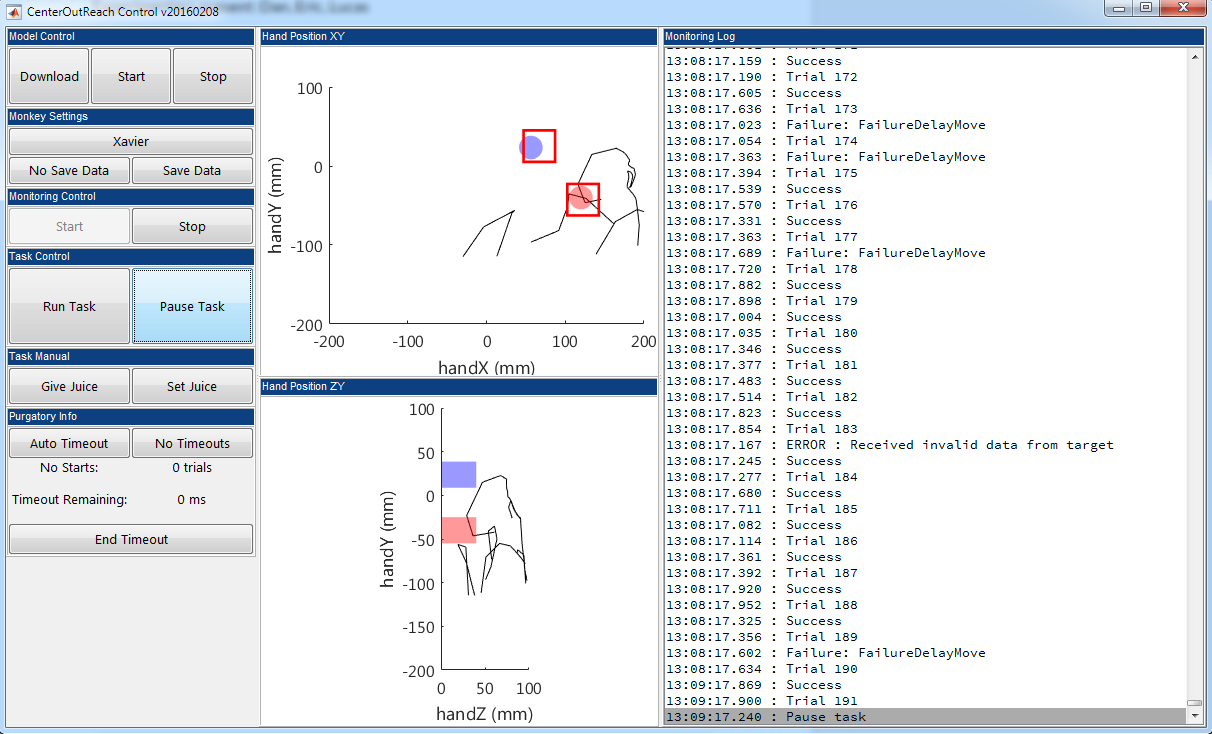 CenterOutReach Control v20160208
Model Control
Download
Start
Stop
Monkey Settings
Xavier
No Save Data
Save Data
Monitoring Control
Start
Stop
Task Control
Run Task
Pause Task
Task Manual
Give Juice
Set Juice
Purgatory Info
Auto Timeout
No Timeouts
No Starts:
0 trials
Timeout Remaining:
0 ms
End Timeout
Hand Position XY
100
0
-100
-200
handY (mm)
-200
-100
0
100
200
handX (mm)
Hand Position ZY
100
50
0
-50
-100
-150
-200
handY (mm)
0
50
100
handZ (mm)
Monitoring Log
13:08:17.159 : Success
13:08:17.190 : Trial 172
13:08:17.605 : Success
13:08:17.636 : Trial 173
13:08:17.023 : Failure: FailureDelayMove
13:08:17.054 : Trial 174
13:08:17.363 : Failure: FailureDelayMove
13:08:17.394 : Trial 175
13:08:17.539 : Success
13:08:17.570 : Trial 176
13:08:17.331 : Success
13:08:17.363 : Trial 177
13:08:17.689 : Failure: FailureDelayMove
13:08:17.720 : Trial 178
13:08:17.882 : Success
13:08:17.898 : Trial 179
13:08:17.004 : Success
13:08:17.035 : Trial 180
13:08:17.346 : Success
13:08:17.377 : Trial 181
13:08:17.483 : Success
13:08:17.514 : Trial 182
13:08:17.823 : Success
13:08:17.854 : Trial 183
13:08:17.167 : ERROR : Received invalid data from target
13:08:17.245 : Success
13:08:17.277 : Trial 184
13:08:17.680 : Success
13:08:17.711 : Trial 185
13:08:17.082 : Success
13:08:17.114 : Trial 186
13:08:17.361 : Success
13:08:17.392 : Trial 187
13:08:17.920 : Success
13:08:17.952 : Trial 188
13:08:17.325 : Success
13:08:17.356 : Trial 189
13:08:17.602 : Failure: FailureDelayMove
13:08:17.634 : Trial 190
13:09:17.869 : Success
13:09:17.900 : Trial 191
13:09:17.240 : Pause task